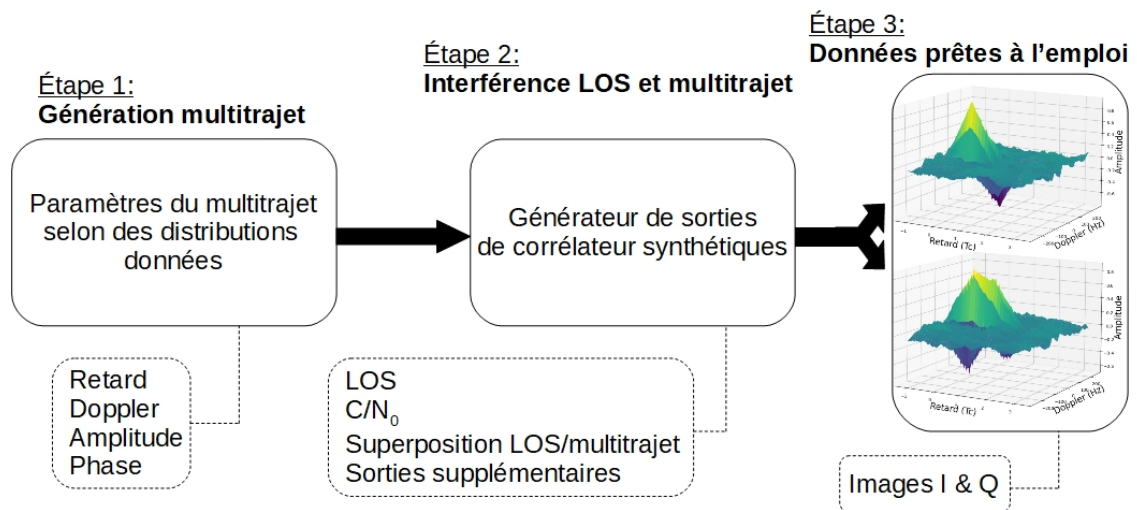 Étape 1:
Génération multitrajet
Paramètres du multitrajet
selon des distributions
données
Retard
Doppler
Amplitude
Phase
Étape 2:
Interférence LOS et multitrajet
Générateur de sorties
de corrélateur synthétiques
LOS
C/N₀
Superposition LOS/multitrajet
Sorties supplémentaires
Étape 3:
Données prêtes à l’emploi
Amplitude
Doppler (Hz)
Retard (Tc)
Amplitude
Doppler (Hz)
Retard (Tc)
Images I & Q